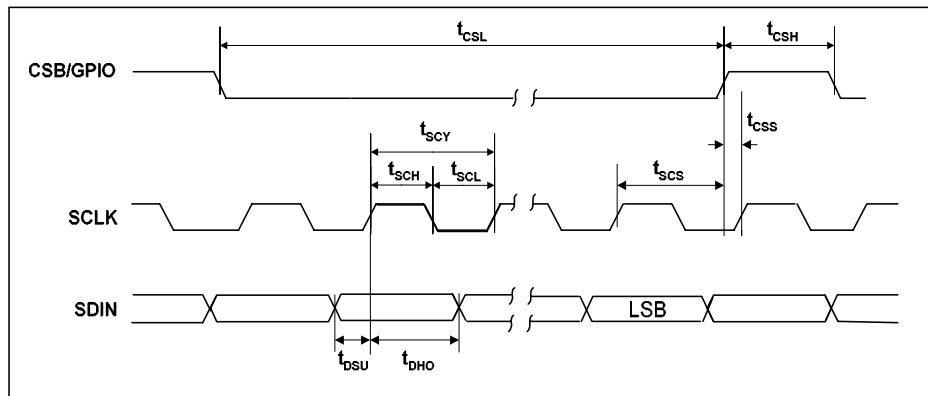 tCSL
tCSH
CSB/GPIO
tCSS
tSCY
tSCH
tSCL
tSCS
SCLK
SDIN
LSB
tDSU
tDHO